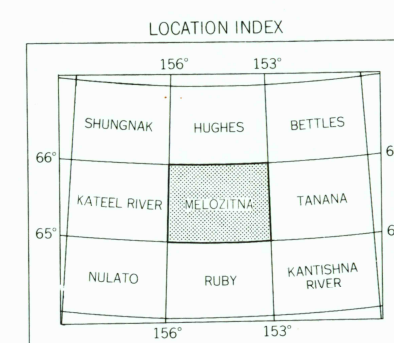 LOCATION INDEX
156° 153°
SHUNGNAK HUGHES BETTLES
66°
KATEEL RIVER MELOZITNA TANANA
65°
NULATO RUBY KANTISHNA
RIVER
156° 153°